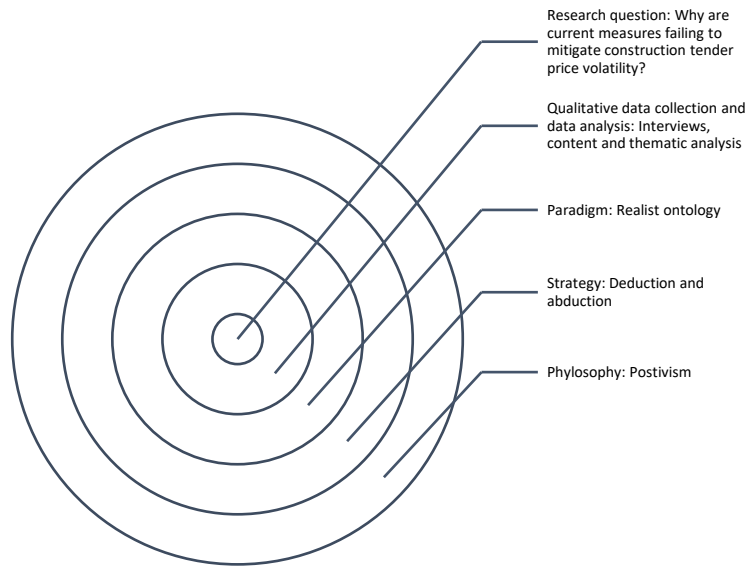 Research question: Why are
current measures failing to
mitigate construction tender
price volatility?
Qualitative data collection and
data analysis: Interviews,
content and thematic analysis
Paradigm: Realist ontology
Strategy: Deduction and
abduction
Phylosophy: Postivism